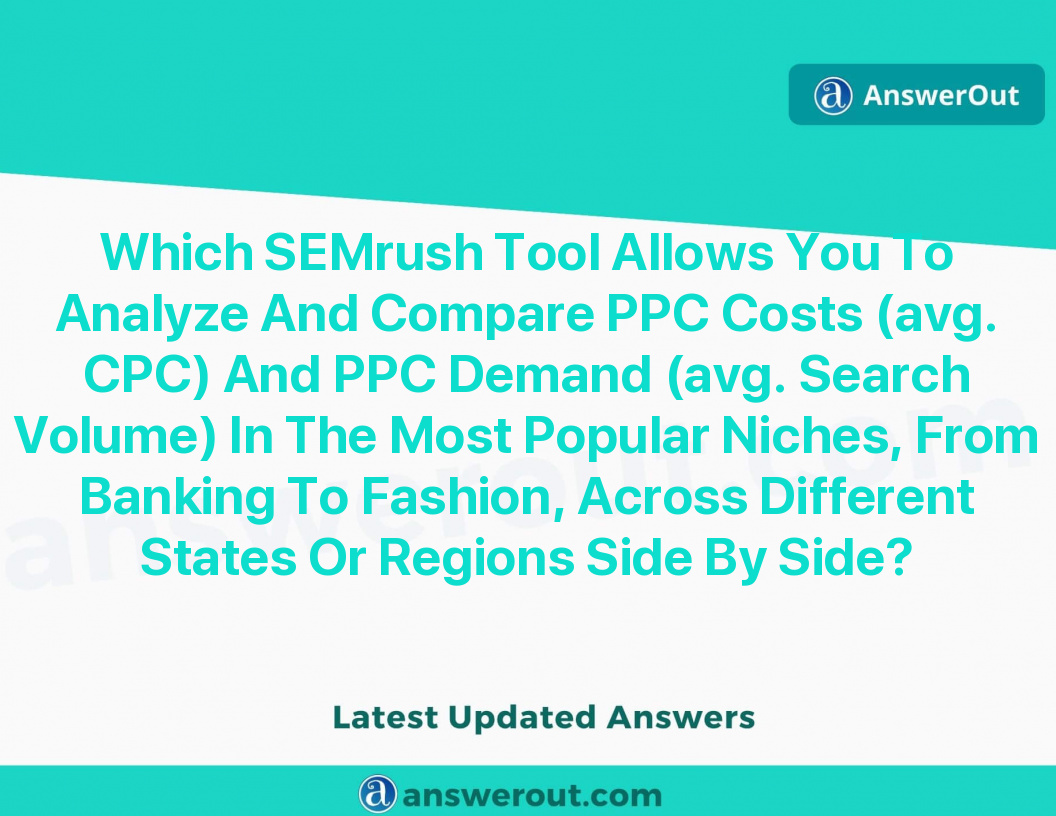 AnswerOut
Which SEMrush Tool Allows You To
Analyze And Compare PPC Costs (avg.
CPC) And PPC Demand (avg. Search
Volume) In The Most Popular Niches, From
Banking To Fashion, Across Different
States Or Regions Side By Side?
answerout.com
Latest Updated Answers
answerout.com